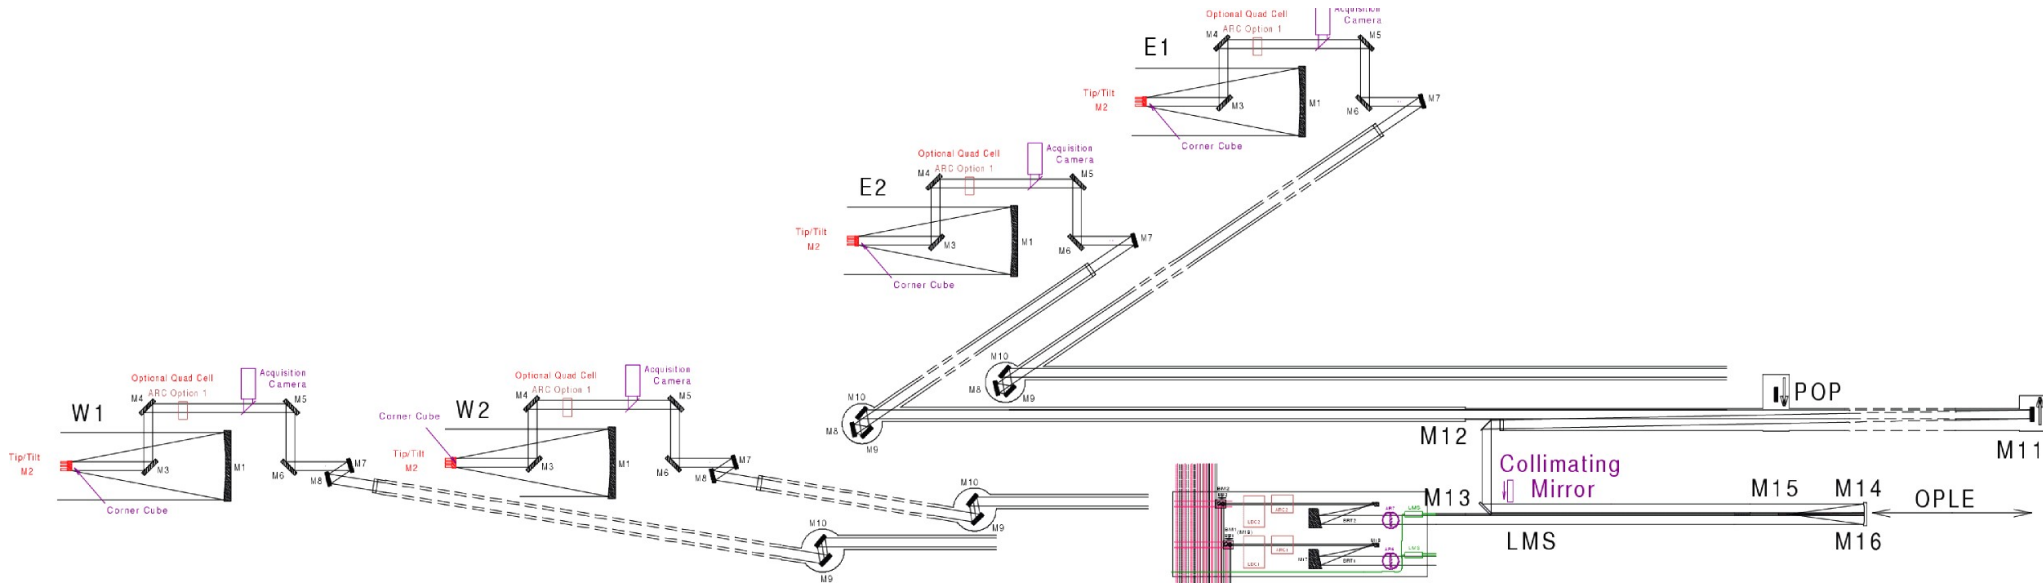 Optional Quad Cell
ARC Option 1
Acquisition
Camera
E1
M4
M5
Tip/Tilt
M2
M3
M1
M6
M7
Corner Cube
Optional Quad Cell
ARC Option 1
Acquisition
Camera
E2
M4
M5
Tip/Tilt
M2
M3
M1
M6
M7
Corner Cube
M10
M8
M9
M10
M8
M9
Optional Quad Cell
ARC Option 1
Acquisition
Camera
W1
M4
M5
Tip/Tilt
M2
M3
M1
M6
M7
M8
Corner Cube
Optional Quad Cell
ARC Option 1
Acquisition
Camera
W2
Corner Cube
M4
M5
Tip/Tilt
M2
M3
M1
M6
M7
M8
M10
M9
M10
M9
POP
M12
M11
Collimating
Mirror
M13
M15
M14
OPLE
LMS
M16
LMS